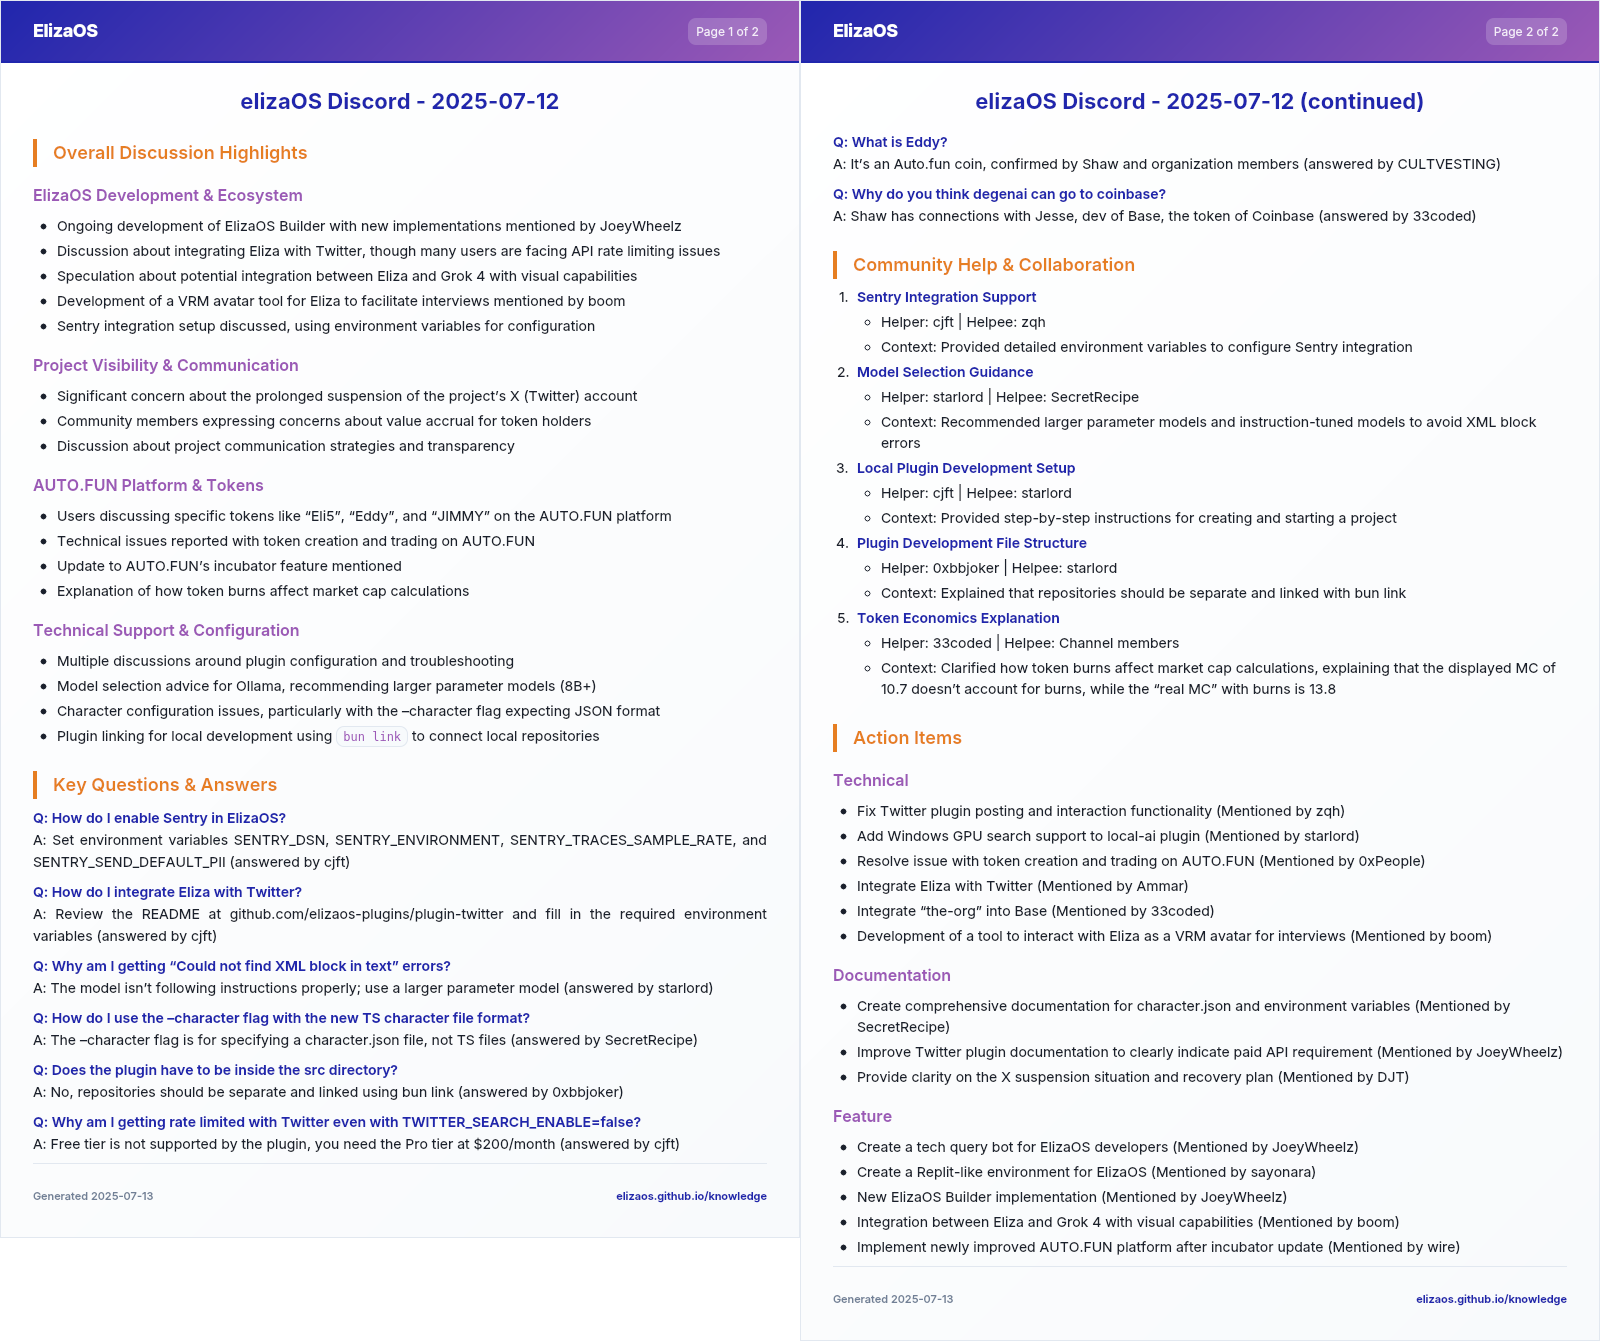 ElizaOS
Page 1 of 2
elizaOS Discord - 2025-07-12
Overall Discussion Highlights
ElizaOS Development & Ecosystem
• Ongoing development of ElizaOS Builder with new implementations mentioned by JoeyWheelz
• Discussion about integrating Eliza with Twitter, though many users are facing API rate limiting issues
• Speculation about potential integration between Eliza and Grok 4 with visual capabilities
• Development of a VRM avatar tool for Eliza to facilitate interviews mentioned by boom
• Sentry integration setup discussed, using environment variables for configuration
Project Visibility & Communication
• Significant concern about the prolonged suspension of the project’s X (Twitter) account
• Community members expressing concerns about value accrual for token holders
• Discussion about project communication strategies and transparency
AUTO.FUN Platform & Tokens
• Users discussing specific tokens like “Eli5”, “Eddy”, and “JIMMY” on the AUTO.FUN platform
• Technical issues reported with token creation and trading on AUTO.FUN
• Update to AUTO.FUN’s incubator feature mentioned
• Explanation of how token burns affect market cap calculations
Technical Support & Configuration
• Multiple discussions around plugin configuration and troubleshooting
• Model selection advice for Ollama, recommending larger parameter models (8B+)
• Character configuration issues, particularly with the –character flag expecting JSON format
• Plugin linking for local development using bun link to connect local repositories
Key Questions & Answers
Q: How do I enable Sentry in ElizaOS?
A: Set environment variables SENTRY_DSN, SENTRY_ENVIRONMENT, SENTRY_TRACES_SAMPLE_RATE, and
SENTRY_SEND_DEFAULT_PII (answered by cjft)
Q: How do I integrate Eliza with Twitter?
A: Review the README at github.com/elizaos-plugins/plugin-twitter and fill in the required environment
variables (answered by cjft)
Q: Why am I getting “Could not find XML block in text” errors?
A: The model isn’t following instructions properly; use a larger parameter model (answered by starlord)
Q: How do I use the –character flag with the new TS character file format?
A: The –character flag is for specifying a character.json file, not TS files (answered by SecretRecipe)
Q: Does the plugin have to be inside the src directory?
A: No, repositories should be separate and linked using bun link (answered by 0xbbjoker)
Q: Why am I getting rate limited with Twitter even with TWITTER_SEARCH_ENABLE=false?
A: Free tier is not supported by the plugin, you need the Pro tier at $200/month (answered by cjft)
Generated 2025-07-13
elizaos.github.io/knowledge
ElizaOS
Page 2 of 2
elizaOS Discord - 2025-07-12 (continued)
Q: What is Eddy?
A: It’s an Auto.fun coin, confirmed by Shaw and organization members (answered by CULTVESTING)
Q: Why do you think degenai can go to coinbase?
A: Shaw has connections with Jesse, dev of Base, the token of Coinbase (answered by 33coded)
Community Help & Collaboration
1. Sentry Integration Support
◦ Helper: cjft | Helpee: zqh
◦ Context: Provided detailed environment variables to configure Sentry integration
2. Model Selection Guidance
◦ Helper: starlord | Helpee: SecretRecipe
◦ Context: Recommended larger parameter models and instruction-tuned models to avoid XML block
errors
3. Local Plugin Development Setup
◦ Helper: cjft | Helpee: starlord
◦ Context: Provided step-by-step instructions for creating and starting a project
4. Plugin Development File Structure
◦ Helper: 0xbbjoker | Helpee: starlord
◦ Context: Explained that repositories should be separate and linked with bun link
5. Token Economics Explanation
◦ Helper: 33coded | Helpee: Channel members
◦ Context: Clarified how token burns affect market cap calculations, explaining that the displayed MC of
10.7 doesn’t account for burns, while the “real MC” with burns is 13.8
Action Items
Technical
• Fix Twitter plugin posting and interaction functionality (Mentioned by zqh)
• Add Windows GPU search support to local-ai plugin (Mentioned by starlord)
• Resolve issue with token creation and trading on AUTO.FUN (Mentioned by 0xPeople)
• Integrate Eliza with Twitter (Mentioned by Ammar)
• Integrate “the-org” into Base (Mentioned by 33coded)
• Development of a tool to interact with Eliza as a VRM avatar for interviews (Mentioned by boom)
Documentation
• Create comprehensive documentation for character.json and environment variables (Mentioned by
SecretRecipe)
• Improve Twitter plugin documentation to clearly indicate paid API requirement (Mentioned by JoeyWheelz)
• Provide clarity on the X suspension situation and recovery plan (Mentioned by DJT)
Feature
• Create a tech query bot for ElizaOS developers (Mentioned by JoeyWheelz)
• Create a Replit-like environment for ElizaOS (Mentioned by sayonara)
• New ElizaOS Builder implementation (Mentioned by JoeyWheelz)
• Integration between Eliza and Grok 4 with visual capabilities (Mentioned by boom)
• Implement newly improved AUTO.FUN platform after incubator update (Mentioned by wire)
Generated 2025-07-13
elizaos.github.io/knowledge